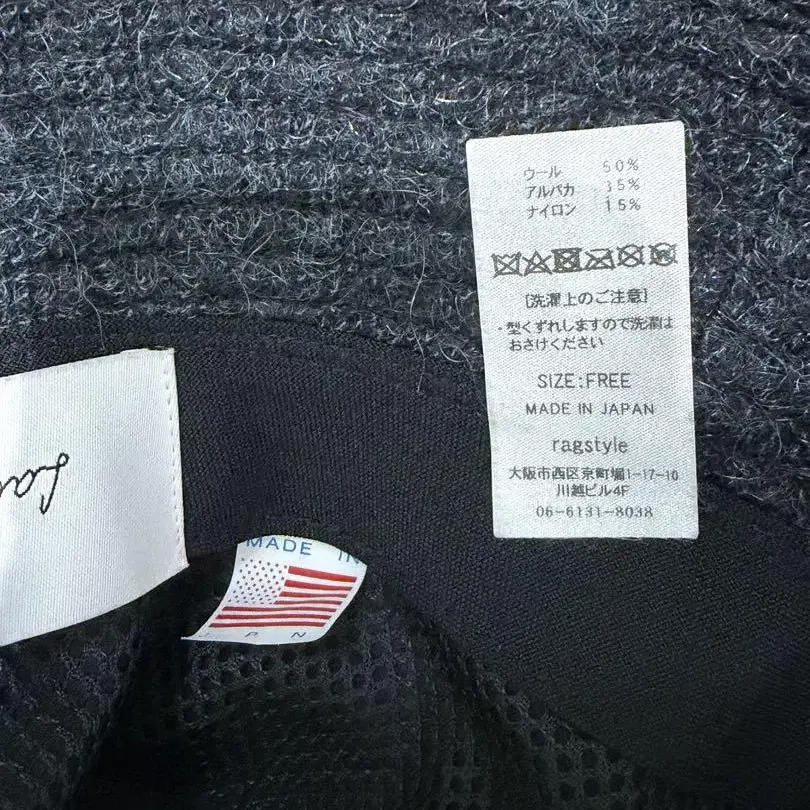 ウール 50%
アルパカ 35%
ナイロン 15%
[洗濯上のご注意]
・型くずれしますので洗濯は
おさけください
SIZE:FREE
MADE IN JAPAN
ragstyle
大阪市西区京町堀1-17-10
川越ビル4F
06-6131-8038
La
MADE IN
PN